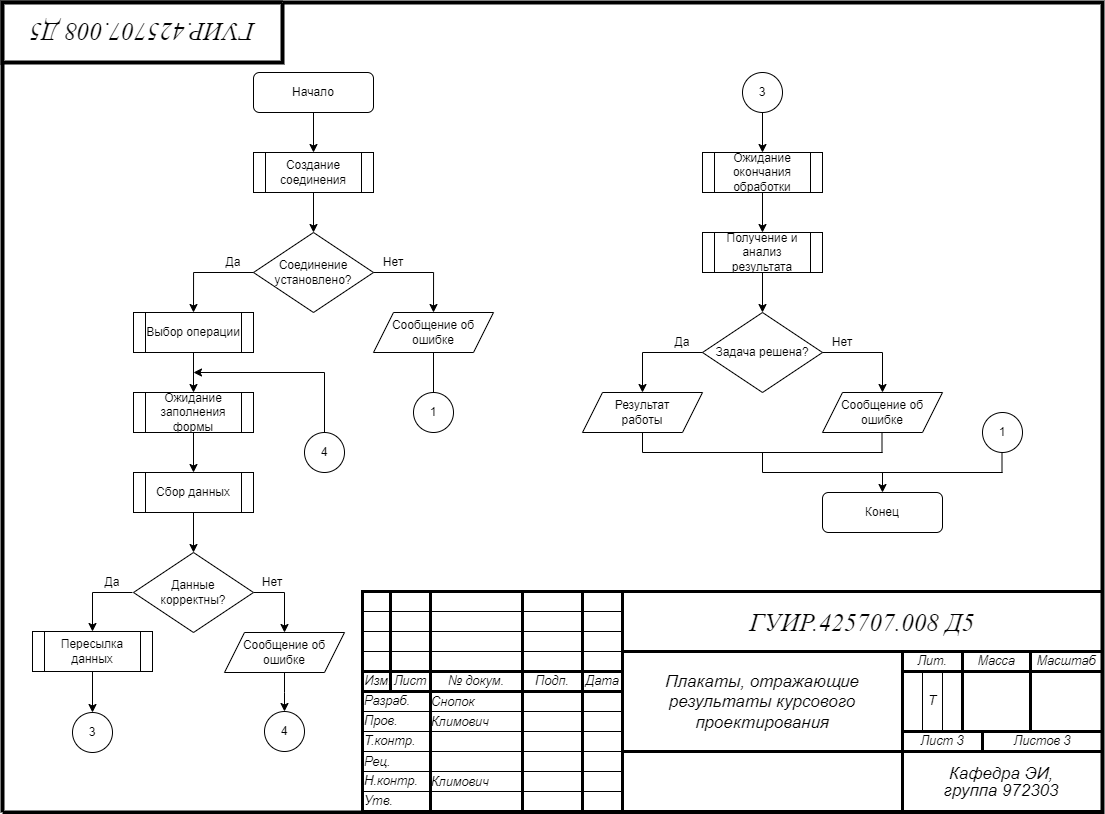 ГУИР.425707.008 Д5
Начало
Создание
соединения
Соединение
установлено?
Да
Нет
Выбор операции
Сообщение об
ошибке
1
Ожидание
заполнения
формы
4
Сбор данных
Данные
корректны?
Да
Нет
Пересылка
данных
Сообщение об
ошибке
3
4
3
Ожидание
окончания
обработки
Получение и
анализ
результата
Задача решена?
Да
Нет
Результат
работы
Сообщение об
ошибке
1
Конец
ГУИР.425707.008 Д5
Изм Лист № докум. Подп. Дата
Разраб. Снопок
Пров. Климович
Т.контр.
Рец.
Н.контр. Климович
Утв.
Плакаты, отражающие
результаты курсового
проектирования
Лит. Масса Масштаб
Т
Лист 3 Листов 3
Кафедра ЭИ,
группа 972303